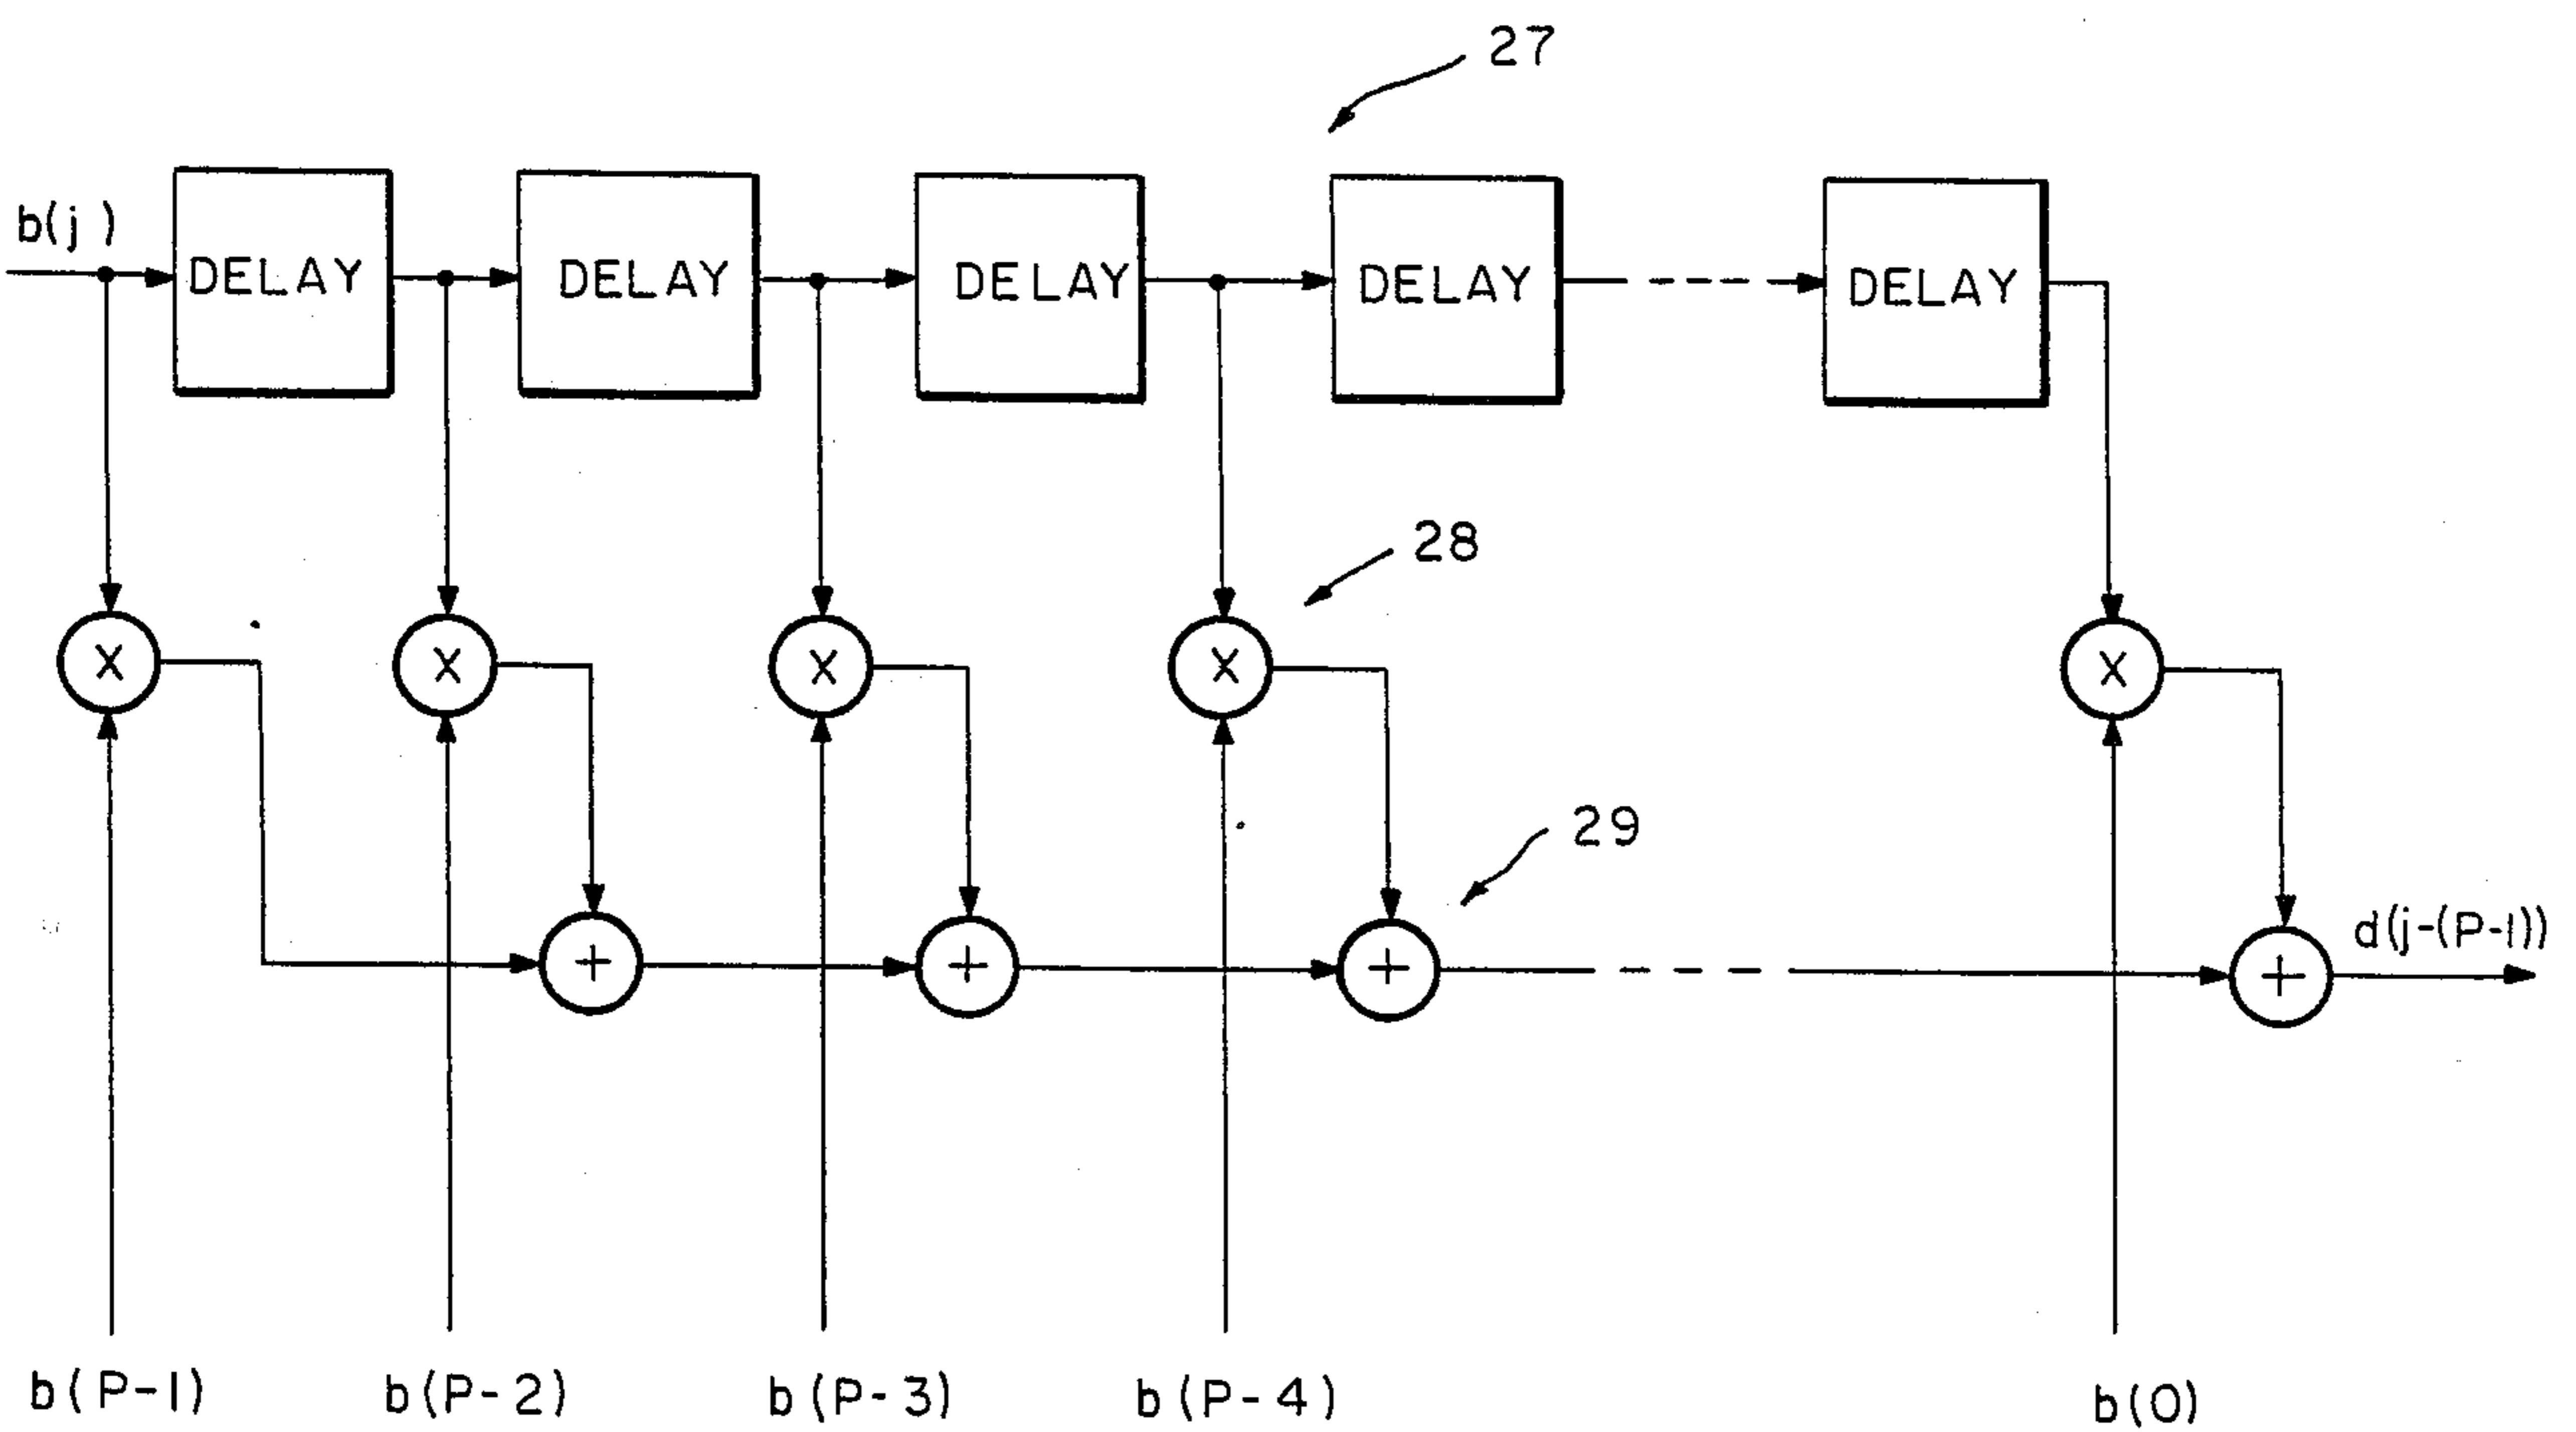 27
b(j)
DELAY
DELAY
DELAY
DELAY
DELAY
28
X
X
X
X
X
29
+
+
+
+
d(j-(P-1))
b(P-1)
b(P-2)
b(P-3)
b(P-4)
b(0)